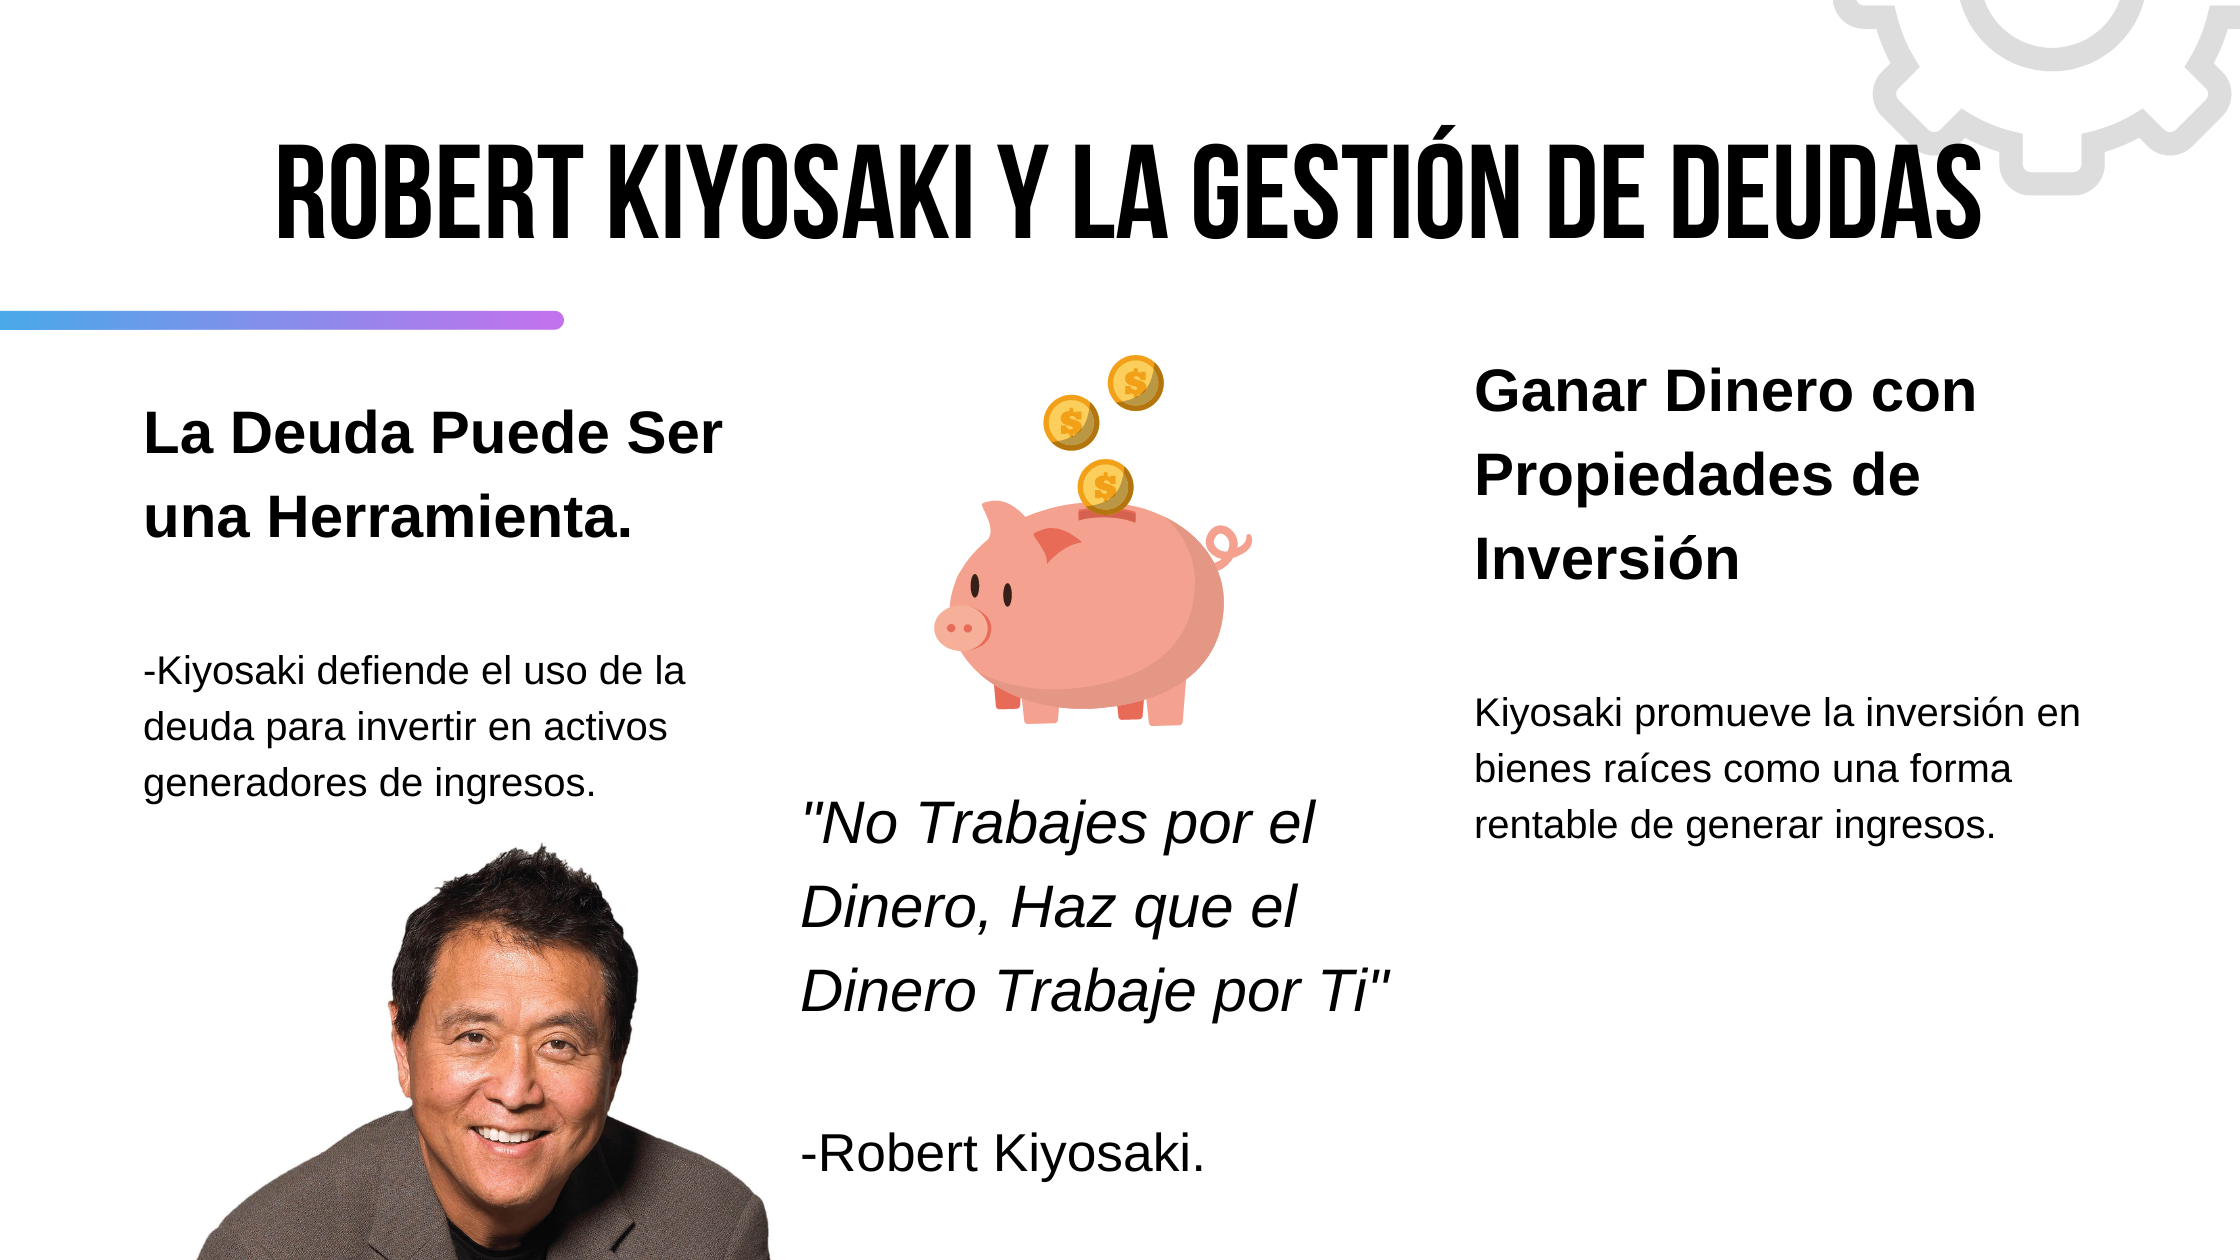 ROBERT KIYOSAKI Y LA GESTIÓN DE DEUDAS
La Deuda Puede Ser
una Herramienta.
-Kiyosaki defiende el uso de la
deuda para invertir en activos
generadores de ingresos.
$
$
$
"No Trabajes por el
Dinero, Haz que el
Dinero Trabaje por Ti"
-Robert Kiyosaki.
Ganar Dinero con
Propiedades de
Inversión
Kiyosaki promueve la inversión en
bienes raíces como una forma
rentable de generar ingresos.